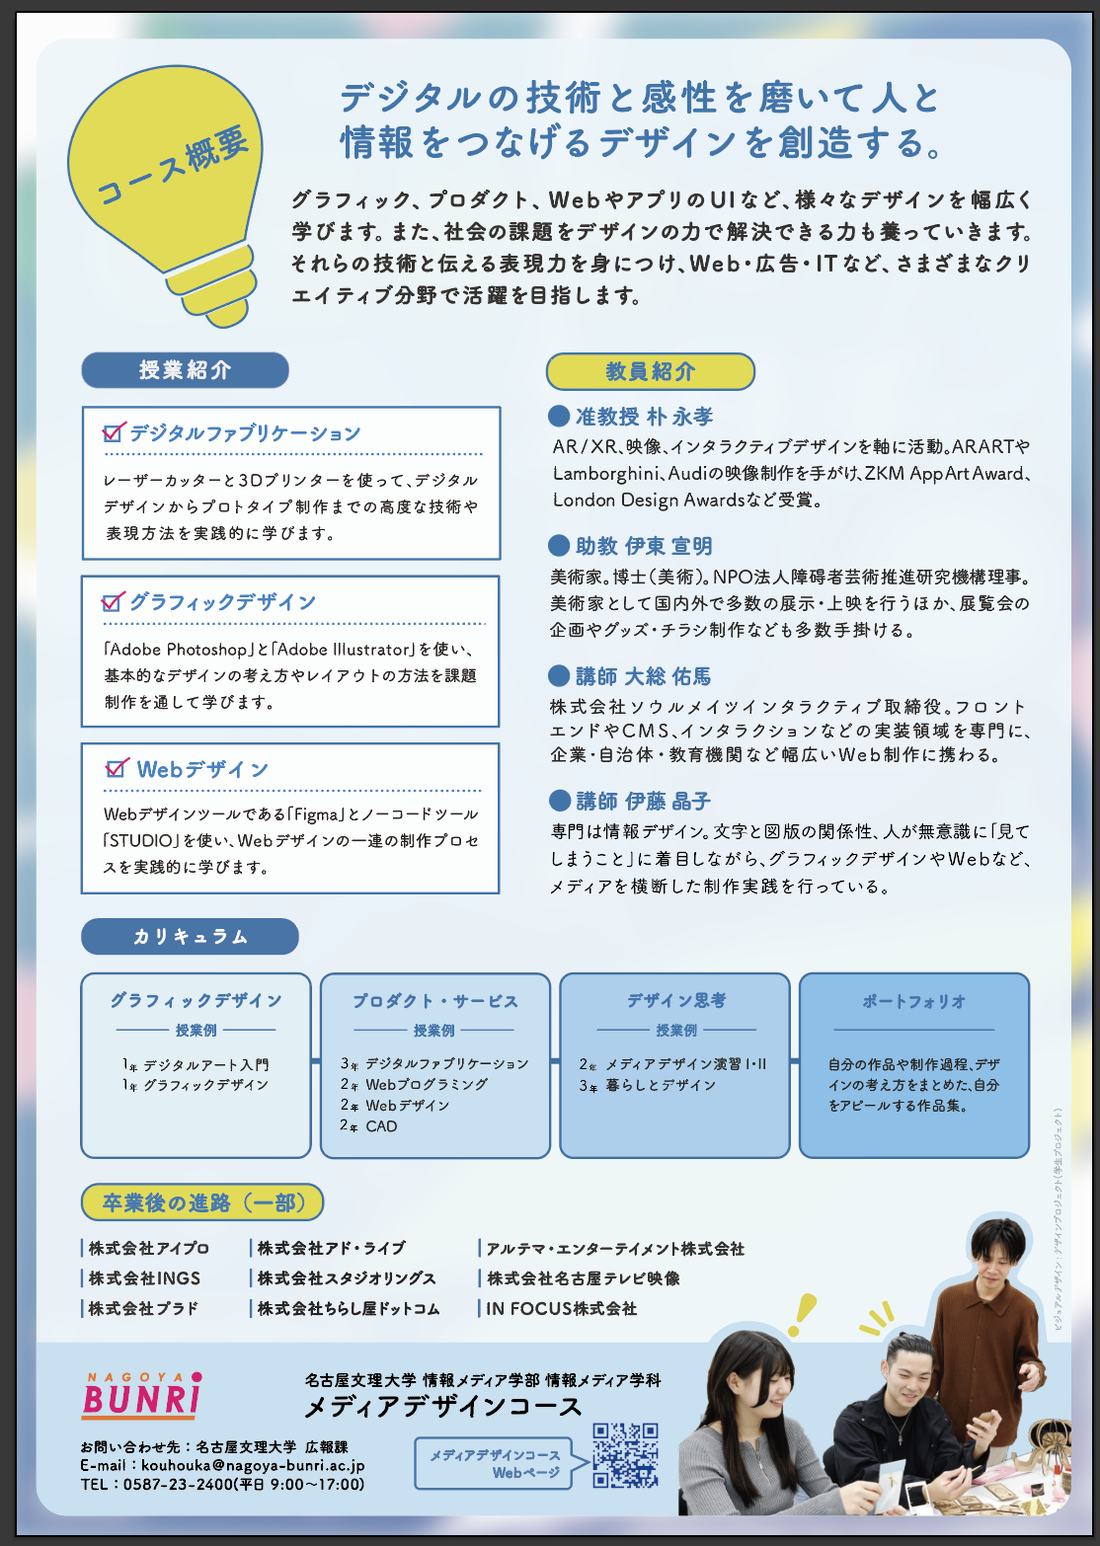 コース概要
デジタルの技術と感性を磨いて人と
情報をつなげるデザインを創造する。
グラフィック、プロダクト、WebやアプリのUIなど、様々なデザインを幅広く
学びます。また、社会の課題をデザインの力で解決できる力も養っていきます。
それらの技術と伝える表現力を身につけ、Web・広告・ITなど、さまざまなクリ
エイティブ分野で活躍を目指します。
授業紹介
デジタルファブリケーション
レーザーカッターと3Dプリンターを使って、デジタル
デザインからプロトタイプ制作までの高度な技術や
表現方法を実践的に学びます。
グラフィックデザイン
「Adobe Photoshop」と「Adobe Illustrator」を使い、
基本的なデザインの考え方やレイアウトの方法を課題
制作を通して学びます。
Webデザイン
Webデザインツールである「Figma」とノーコードツール
「STUDIO」を使い、Webデザインの一連の制作プロセ
スを実践的に学びます。
教員紹介
准教授 朴 永孝
AR/XR、映像、インタラクティブデザインを軸に活動。ARARTや
Lamborghini、Audiの映像制作を手がけ、ZKM AppArtAward、
London Design Awardsなど受賞。
助教 伊東 宣明
美術家。博士（美術）。NPO法人障碍者芸術推進研究機構理事。
美術家として国内外で多数の展示・上映を行うほか、展覧会の
企画やグッズ・チラシ制作なども多数手掛ける。
講師 大総 佑馬
株式会社ソウルメイツインタラクティブ取締役。フロント
エンドやCMS、インタラクションなどの実装領域を専門に、
企業・自治体・教育機関など幅広いWeb制作に携わる。
講師 伊藤 晶子
専門は情報デザイン。文字と図版の関係性、人が無意識に「見て
しまうこと」に着目しながら、グラフィックデザインやWebなど、
メディアを横断した制作実践を行っている。
カリキュラム
グラフィックデザイン
授業例
1年 デジタルアート入門
1年 グラフィックデザイン
プロダクト・サービス
授業例
3年 デジタルファブリケーション
2年 Webプログラミング
2年 Webデザイン
2年 CAD
デザイン思考
授業例
2年 メディアデザイン演習 I・II
3年 暮らしとデザイン
ポートフォリオ
自分の作品や制作過程、デザ
インの考え方をまとめた、自分
をアピールする作品集。
卒業後の進路（一部）
株式会社アイプロ
株式会社アド・ライブ
アルテマ・エンターテイメント株式会社
株式会社INGS
株式会社スタジオリングス
株式会社名古屋テレビ映像
株式会社プラド
株式会社ちらし屋ドットコム
IN FOCUS株式会社
ビジュアルデザイン：デザインプロジェクト(学生プロジェクト)
NAGOYA
BUNRi
名古屋文理大学 情報メディア学部 情報メディア学科
メディアデザインコース
お問い合わせ先：名古屋文理大学 広報課
E-mail：kouhouka@nagoya-bunri.ac.jp
TEL：0587-23-2400(平日 9:00～17:00)
メディアデザインコース
Webページ